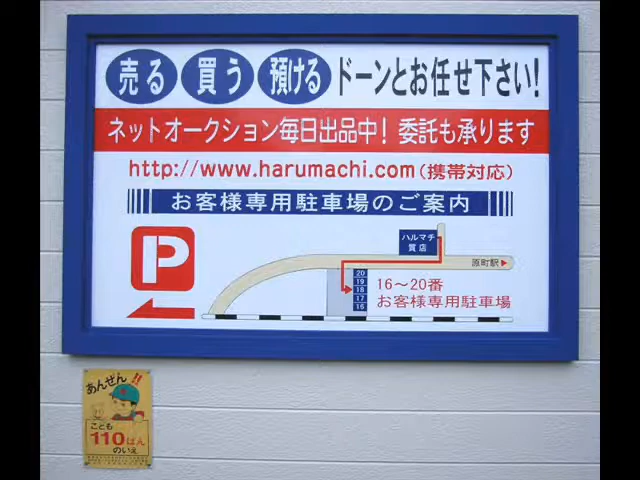 売る 買う 預ける ドーンとお任せ下さい!
ネットオークション毎日出品中! 委託も承ります
http://www.harumachi.com(携帯対応)
お客様専用駐車場のご案内
P
ハルマチ
質店
原町駅▶
20
19
18
17
16
16〜20番
お客様専用駐車場
あんぜん!!
こども
110ばん
のいえ